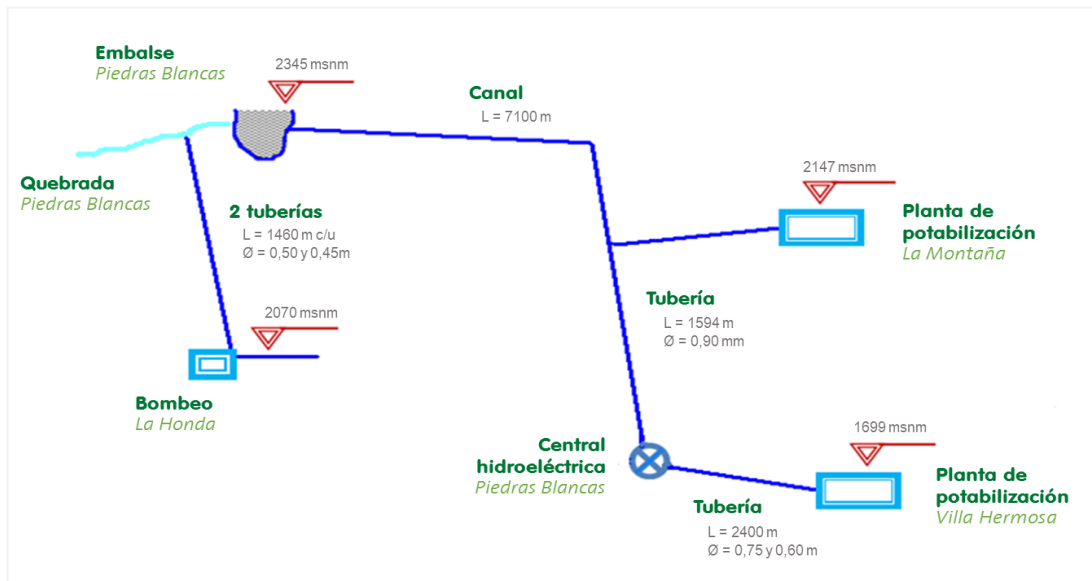 Embalse
Piedras Blancas
2345 msnm
Canal
L = 7100 m
Quebrada
Piedras Blancas
2 tuberías
L = 1460 m c/u
Ø = 0,50 y 0,45m
2147 msnm
Planta de
potabilización
La Montaña
Tubería
L = 1594 m
Ø = 0,90 mm
2070 msnm
Bombeo
La Honda
Central
hidroeléctrica
Piedras Blancas
1699 msnm
Planta de
potabilización
Villa Hermosa
Tubería
L = 2400 m
Ø = 0,75 y 0,60 m